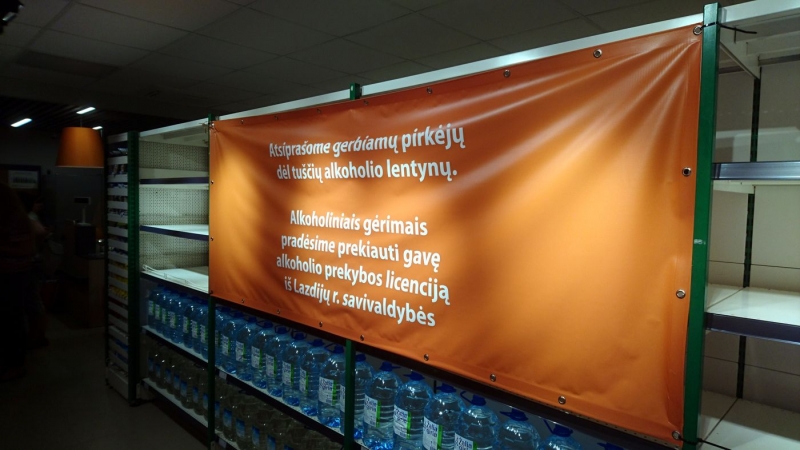 Atsiprašome gerbiamų pirkėjų
dėl tuščių alkoholio lentynų.
Alkoholiniais gėrimais
pradėsime prekiauti gavę
alkoholio prekybos licenciją
iš Lazdijų r. savivaldybės